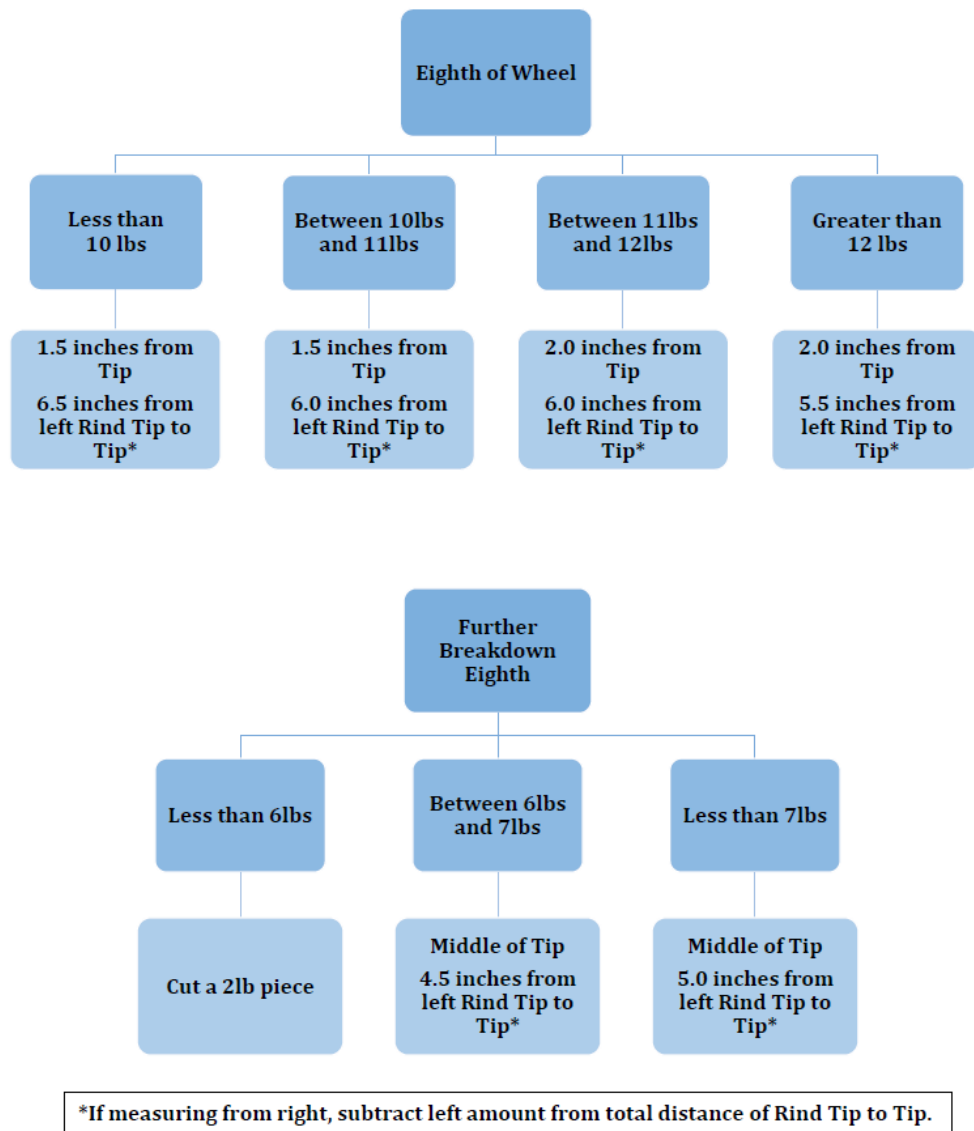 Eighth of Wheel
Less than
10 lbs
Between 10lbs
and 11lbs
Between 11lbs
and 12lbs
Greater than
12 lbs
1.5 inches from
Tip
6.5 inches from
left Rind Tip to
Tip*
1.5 inches from
Tip
6.0 inches from
left Rind Tip to
Tip*
2.0 inches from
Tip
6.0 inches from
left Rind Tip to
Tip*
2.0 inches from
Tip
5.5 inches from
left Rind Tip to
Tip*
Further
Breakdown
Eighth
Less than 6lbs
Between 6lbs
and 7lbs
Less than 7lbs
Cut a 2lb piece
Middle of Tip
4.5 inches from
left Rind Tip to
Tip*
Middle of Tip
5.0 inches from
left Rind Tip to
Tip*
*If measuring from right, subtract left amount from total distance of Rind Tip to Tip.